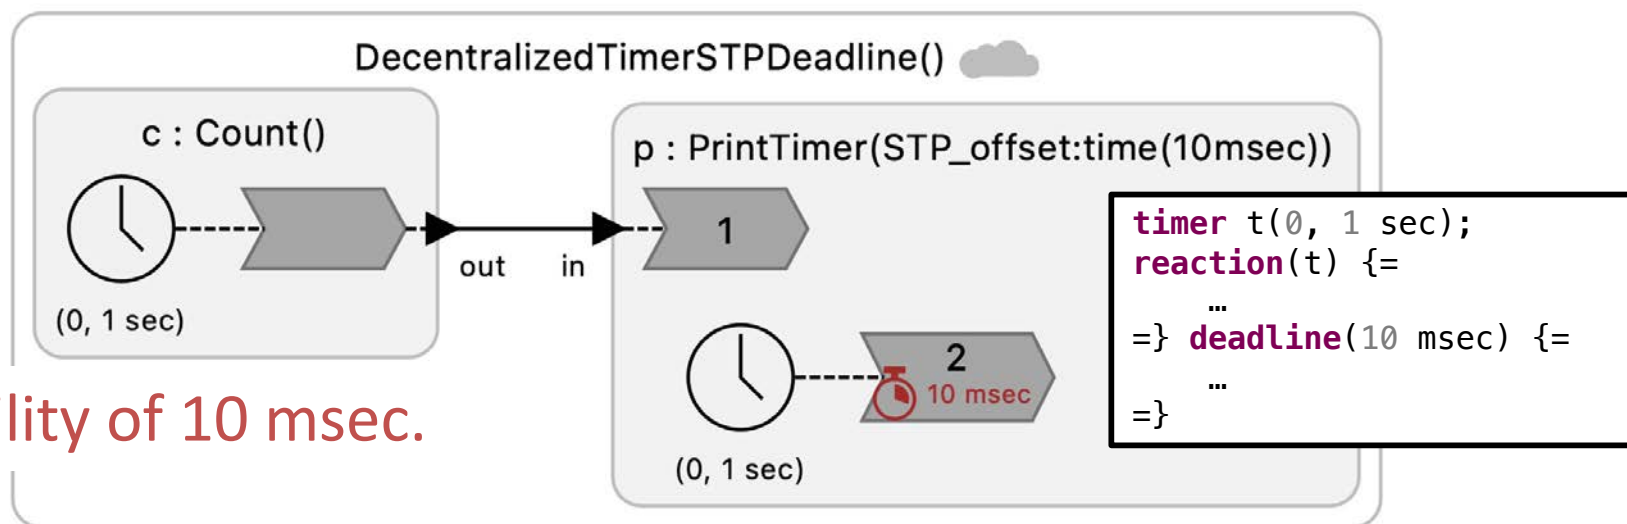 DecentralizedTimerSTPDeadline()
c : Count()
(0, 1 sec)
out in
p : PrintTimer(STP_offset:time(10msec))
1
2
10 msec
(0, 1 sec)
timer t(0, 1 sec);
reaction(t) {=
…
=} deadline(10 msec) {=
…
=}
of 10 msec.